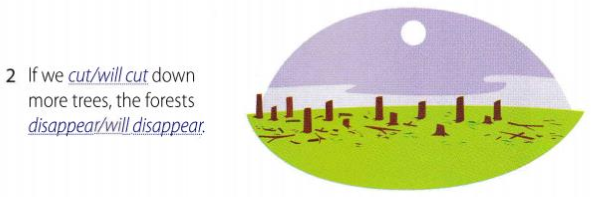 2 If we cut/will cut down
more trees, the forests
disappear/will disappear.